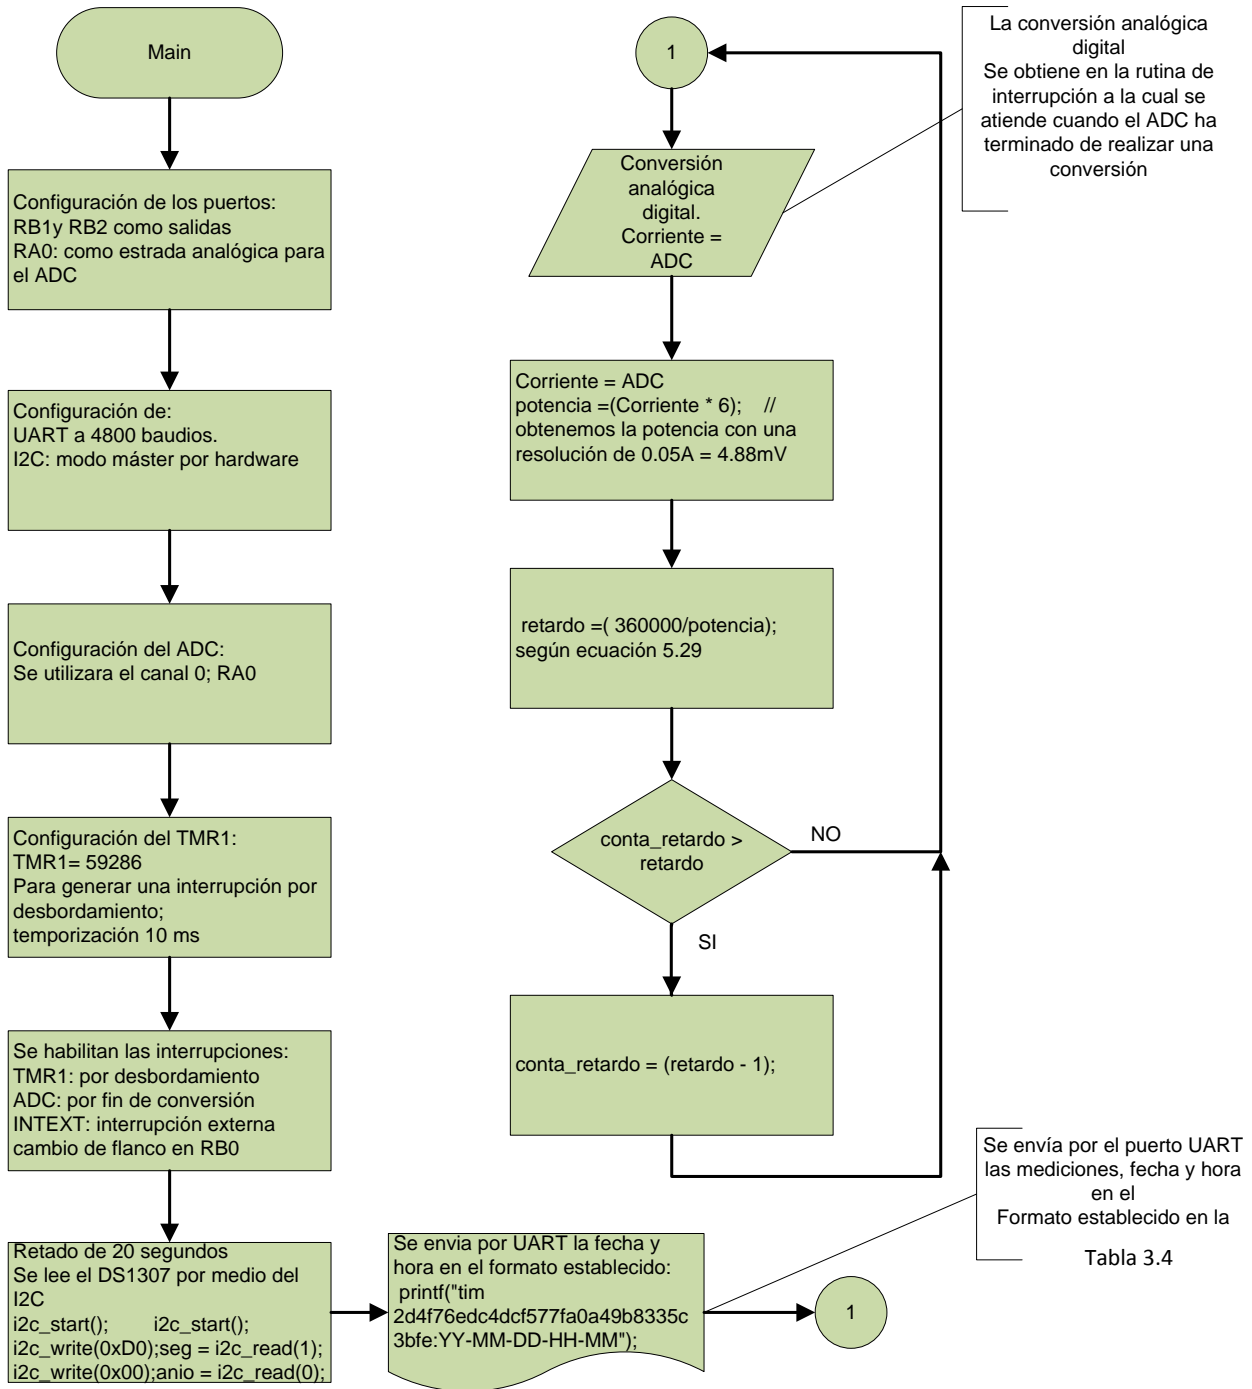 Main
Configuración de los puertos:
RB1y RB2 como salidas
RA0: como estrada analógica para
el ADC
Configuración de:
UART a 4800 baudios.
I2C: modo máster por hardware
Configuración del ADC:
Se utilizara el canal 0; RA0
Configuración del TMR1:
TMR1= 59286
Para generar una interrupción por
desbordamiento;
temporización 10 ms
Se habilitan las interrupciones:
TMR1: por desbordamiento
ADC: por fin de conversión
INTEXT: interrupción externa
cambio de flanco en RB0
Retado de 20 segundos
Se lee el DS1307 por medio del
I2C
i2c_start(); i2c_start();
i2c_write(0xD0);seg = i2c_read(1);
i2c_write(0x00);anio = i2c_read(0);
Se envia por UART la fecha y
hora en el formato establecido:
printf("tim
2d4f76edc4dcf577fa0a49b8335c
3bfe:YY-MM-DD-HH-MM");
1
Se envía por el puerto UART
las mediciones, fecha y hora
en el
Formato establecido en la
Tabla 3.4
1
Conversión
analógica
digital.
Corriente =
ADC
La conversión analógica
digital
Se obtiene en la rutina de
interrupción a la cual se
atiende cuando el ADC ha
terminado de realizar una
conversión
Corriente = ADC
potencia =(Corriente * 6); //
obtenemos la potencia con una
resolución de 0.05A = 4.88mV
retardo =( 360000/potencia);
según ecuación 5.29
conta_retardo >
retardo
NO
SI
conta_retardo = (retardo - 1);